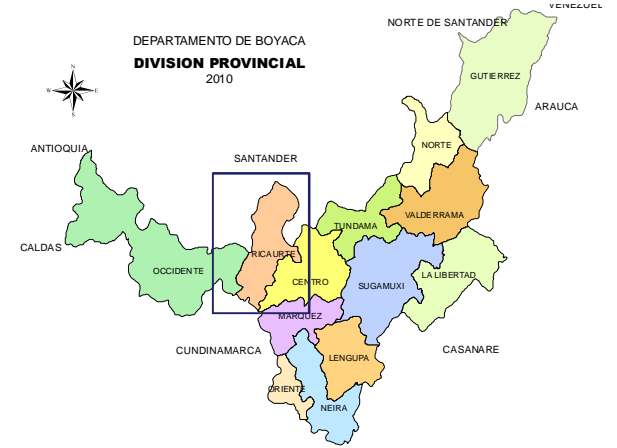 VENEZUEL
NORTE DE SANTANDER
DEPARTAMENTO DE BOYACA
DIVISION PROVINCIAL
2010
N
W
E
S
GUTIERREZ
ARAUCA
ANTIOQUIA
NORTE
SANTANDER
VALDERRAMA
TUNDAMA
CALDAS
RICAURTE
OCCIDENTE
LA LIBERTAD
CENTRO
SUGAMUXI
MARQUEZ
CUNDINAMARCA
CASANARE
LENGUPA
ORIENTE
NEIRA